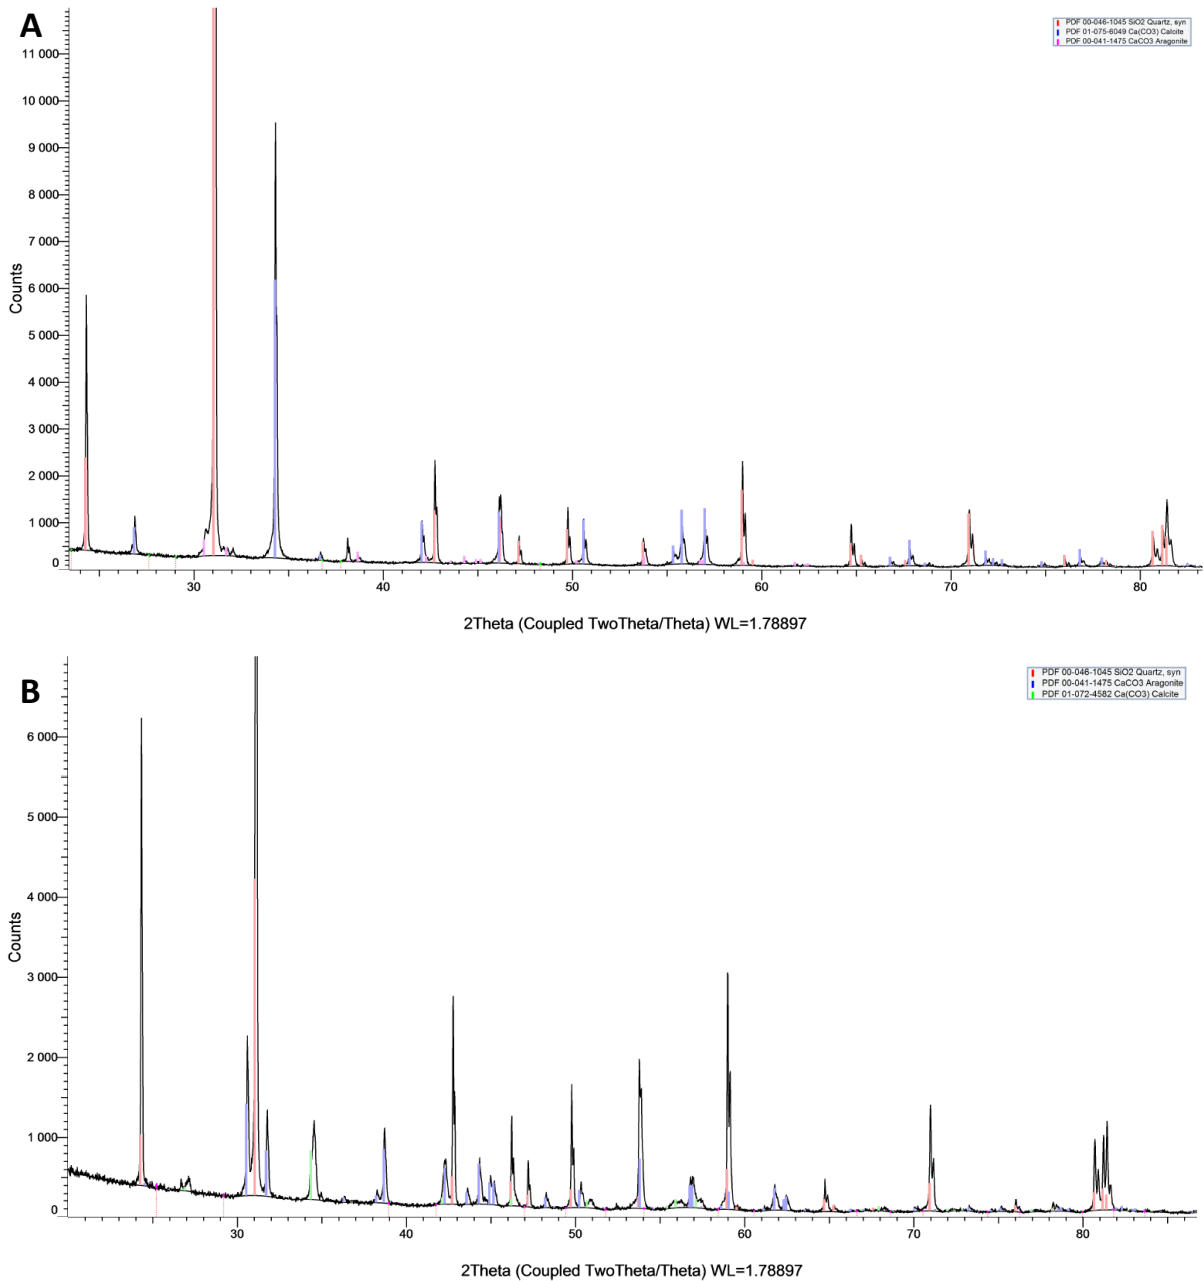 A
PDF 00-046-1045 SiO2 Quartz, syn
PDF 01-075-6049 Ca(CO3) Calcite
PDF 00-041-1475 CaCO3 Aragonite
11 000
10 000
9 000
8 000
7 000
6 000
5 000
4 000
3 000
2 000
1 000
0
Counts
30 40 50 60 70 80
2Theta (Coupled TwoTheta/Theta) WL=1.78897
B
PDF 00-046-1045 SiO2 Quartz, syn
PDF 00-041-1475 CaCO3 Aragonite
PDF 01-072-4582 Ca(CO3) Calcite
6 000
5 000
4 000
3 000
2 000
1 000
0
Counts
30 40 50 60 70 80
2Theta (Coupled TwoTheta/Theta) WL=1.78897